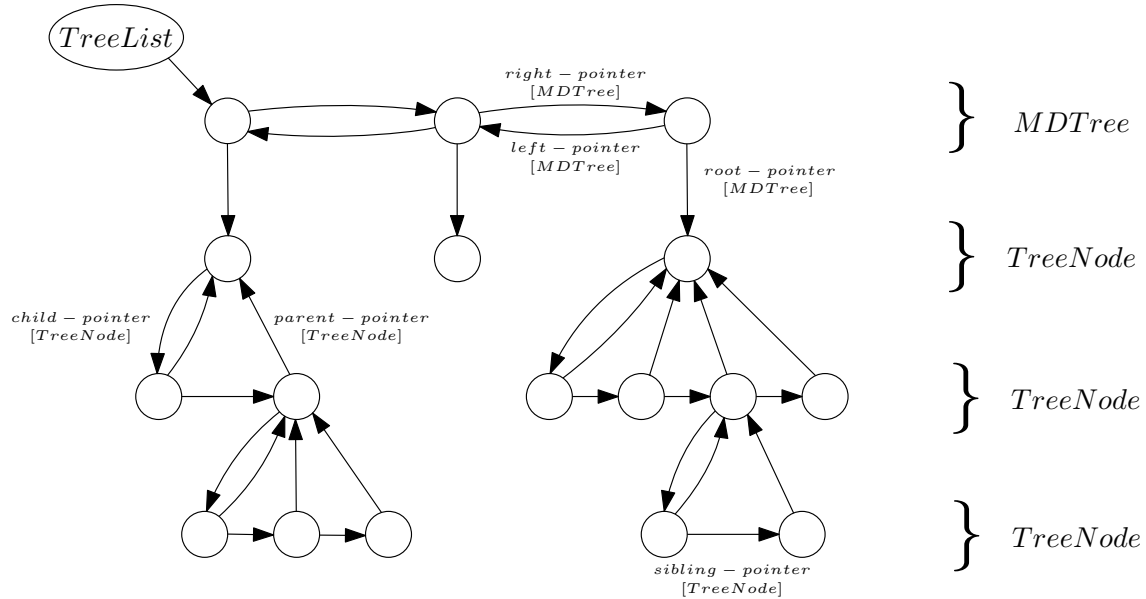 TreeList
right − pointer
[MDTree]
MDTree
left − pointer
[MDTree]
root − pointer
[MDTree]
TreeNode
child − pointer
[TreeNode]
parent − pointer
[TreeNode]
TreeNode
TreeNode
sibling − pointer
[TreeNode]